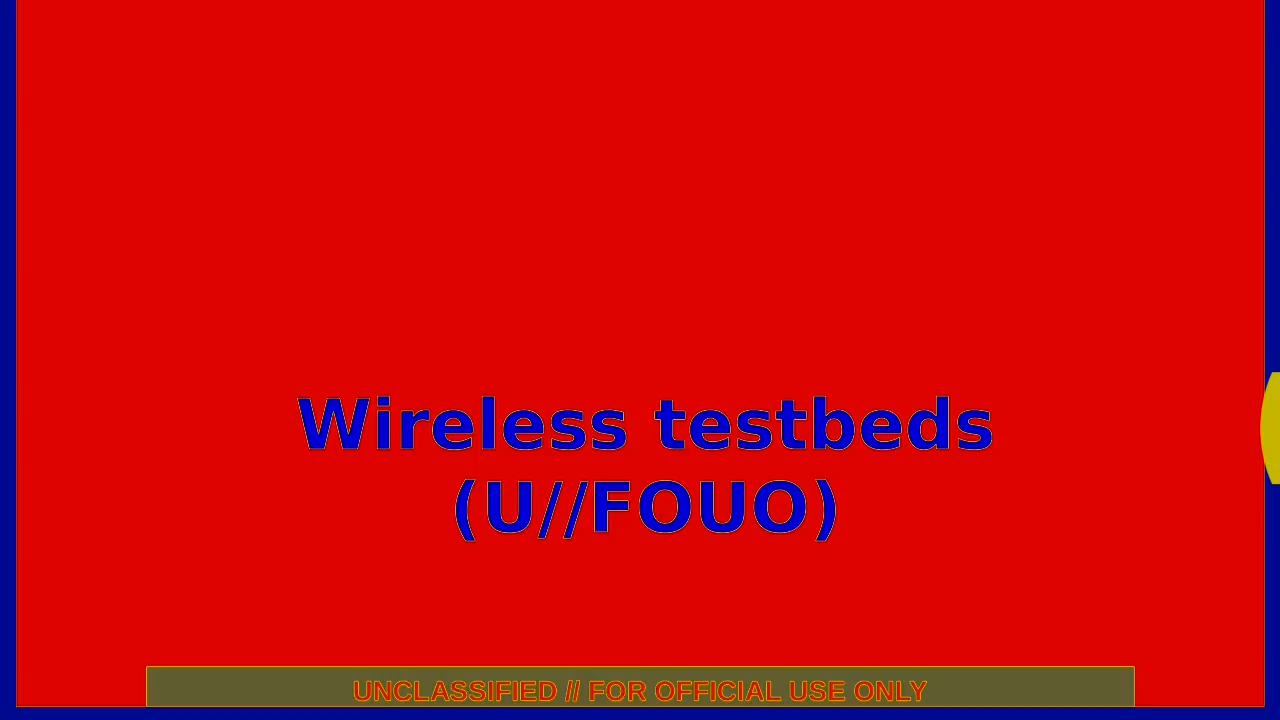 Wireless testbeds
(U//FOUO)
UNCLASSIFIED // FOR OFFICIAL USE ONLY